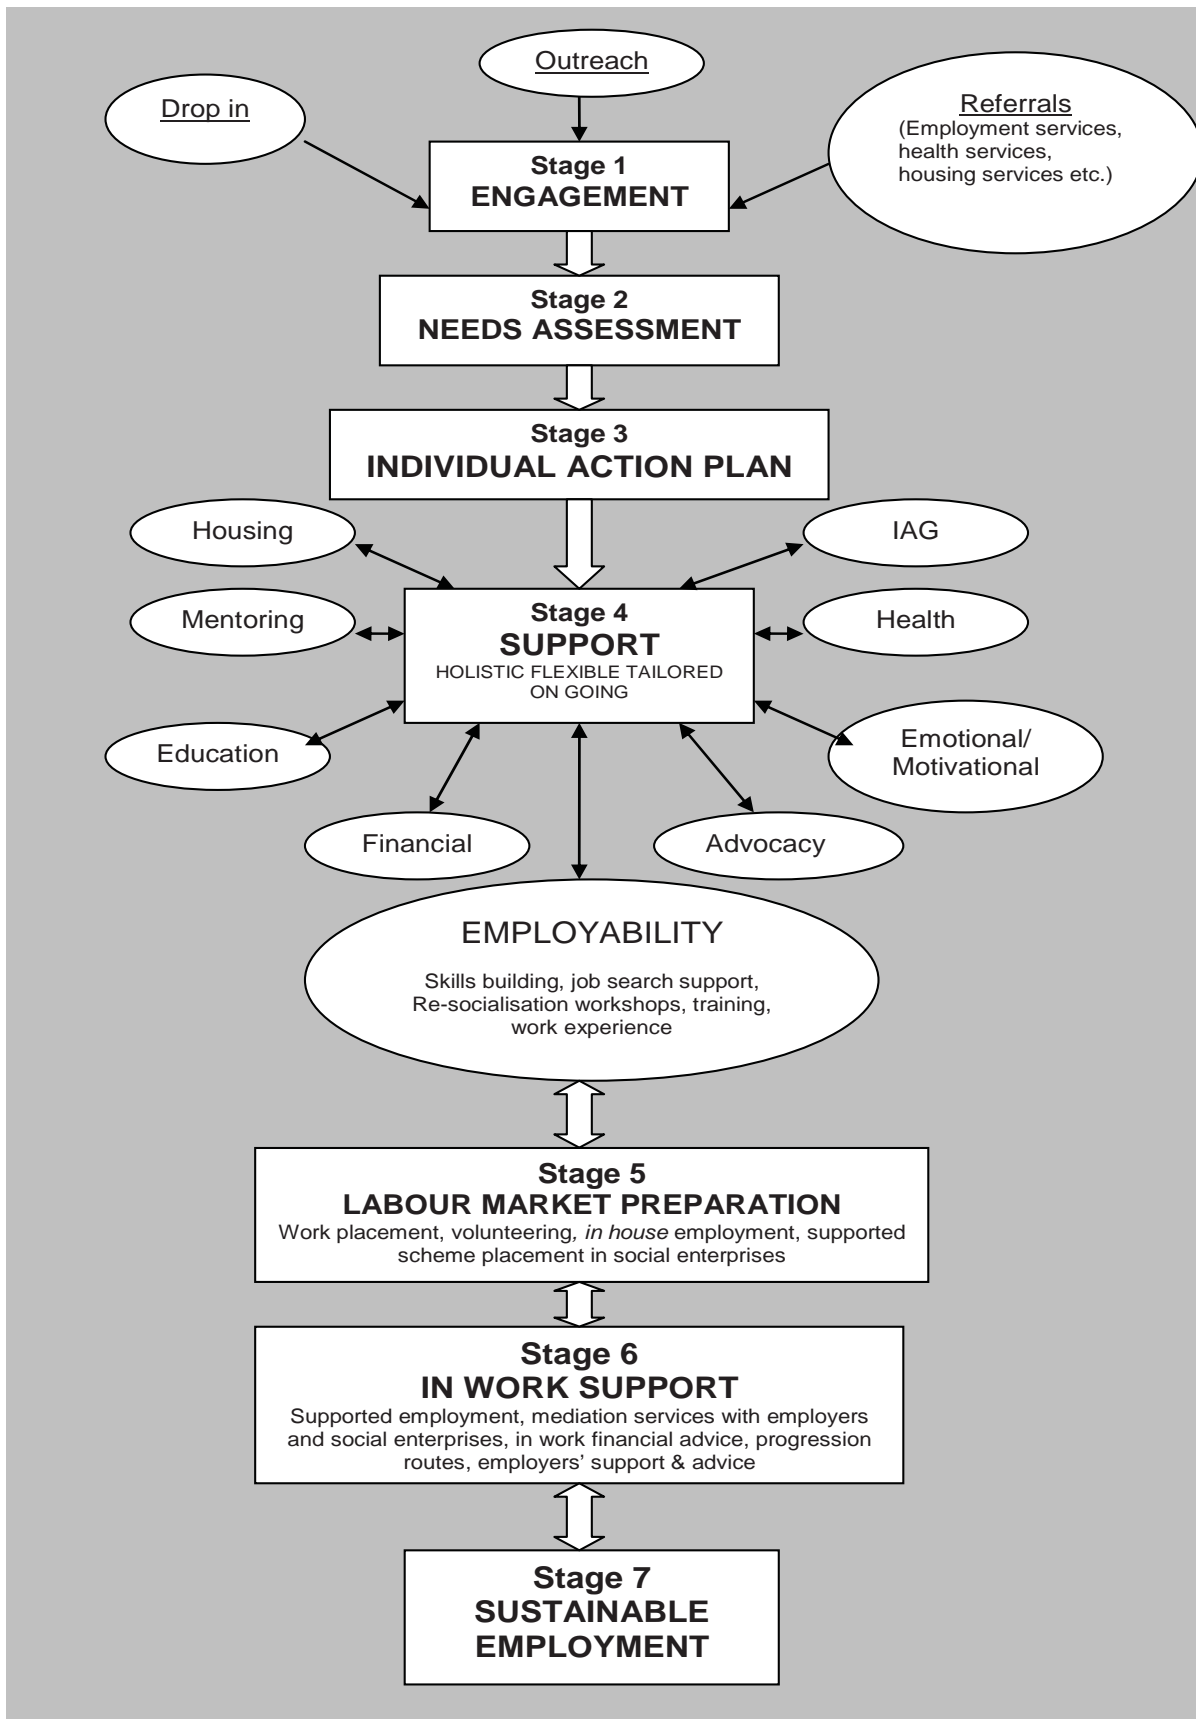 Outreach
Drop in
Referrals
(Employment services,
health services,
housing services etc.)
Stage 1
ENGAGEMENT
Stage 2
NEEDS ASSESSMENT
Stage 3
INDIVIDUAL ACTION PLAN
Housing
IAG
Mentoring
Stage 4
SUPPORT
HOLISTIC FLEXIBLE TAILORED
ON GOING
Health
Education
Emotional/
Motivational
Financial
Advocacy
EMPLOYABILITY
Skills building, job search support,
Re-socialisation workshops, training,
work experience
Stage 5
LABOUR MARKET PREPARATION
Work placement, volunteering, in house employment, supported
scheme placement in social enterprises
Stage 6
IN WORK SUPPORT
Supported employment, mediation services with employers
and social enterprises, in work financial advice, progression
routes, employers’ support & advice
Stage 7
SUSTAINABLE
EMPLOYMENT